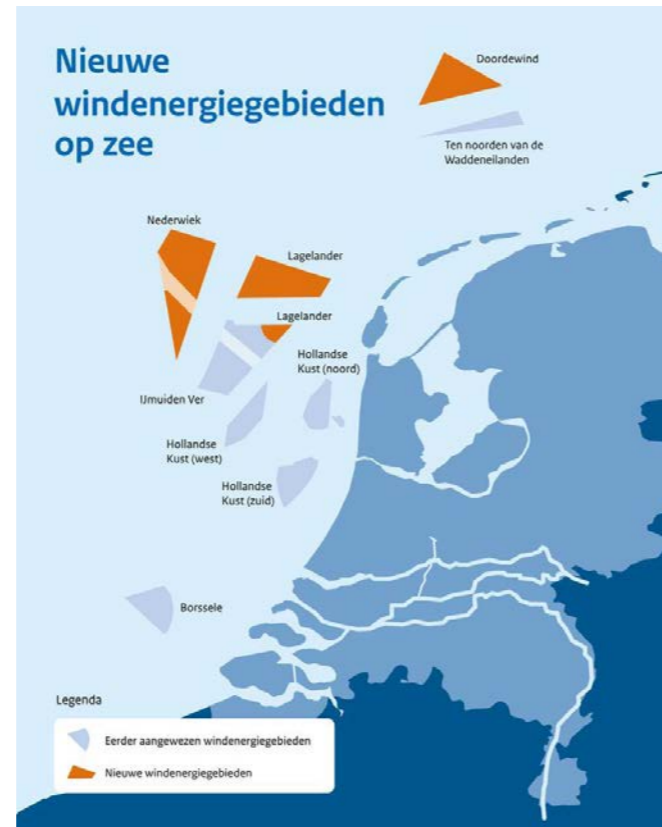 Nieuwe
windenergiegebieden
op zee
Doordewind
Ten noorden van de
Waddeneilanden
Nederwiek
Lagelander
Lagelander
Hollandse
Kust (noord)
IJmuiden Ver
Hollandse
Kust (west)
Hollandse
Kust (zuid)
Borssele
Legenda
Eerder aangewezen windenergiegebieden
Nieuwe windenergiegebieden